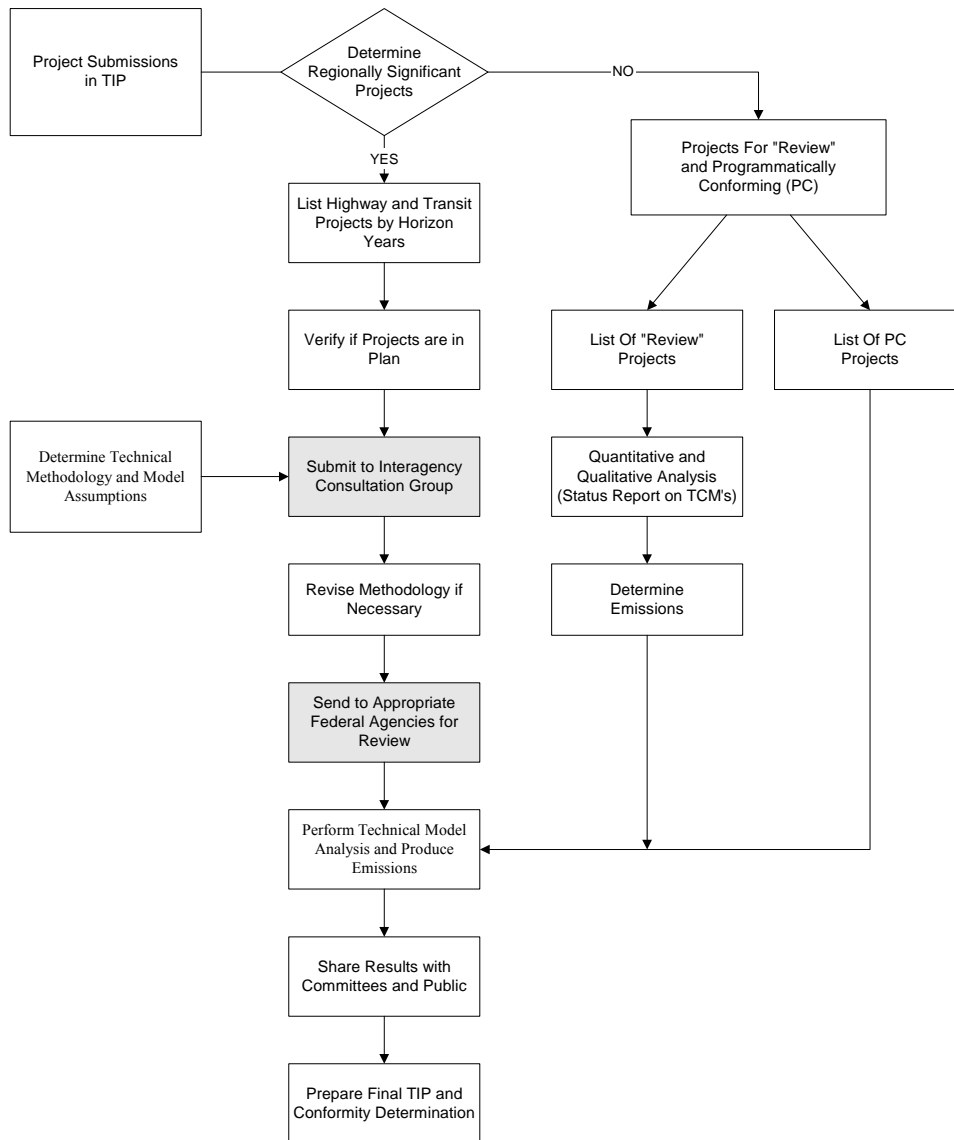 Project Submissions
in TIP
Determine
Regionally Significant
Projects
NO
YES
Projects For "Review"
and Programmatically
Conforming (PC)
List Highway and Transit
Projects by Horizon
Years
Verify if Projects are in
Plan
List Of "Review"
Projects
List Of PC
Projects
Determine Technical
Methodology and Model
Assumptions
Submit to Interagency
Consultation Group
Quantitative and
Qualitative Analysis
(Status Report on TCM's)
Revise Methodology if
Necessary
Determine
Emissions
Send to Appropriate
Federal Agencies for
Review
Perform Technical Model
Analysis and Produce
Emissions
Share Results with
Committees and Public
Prepare Final TIP and
Conformity Determination